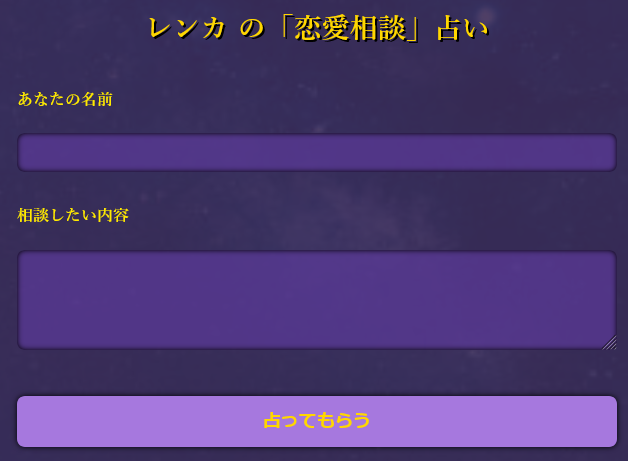 レンカ の「恋愛相談」占い
あなたの名前
相談したい内容
占ってもらう